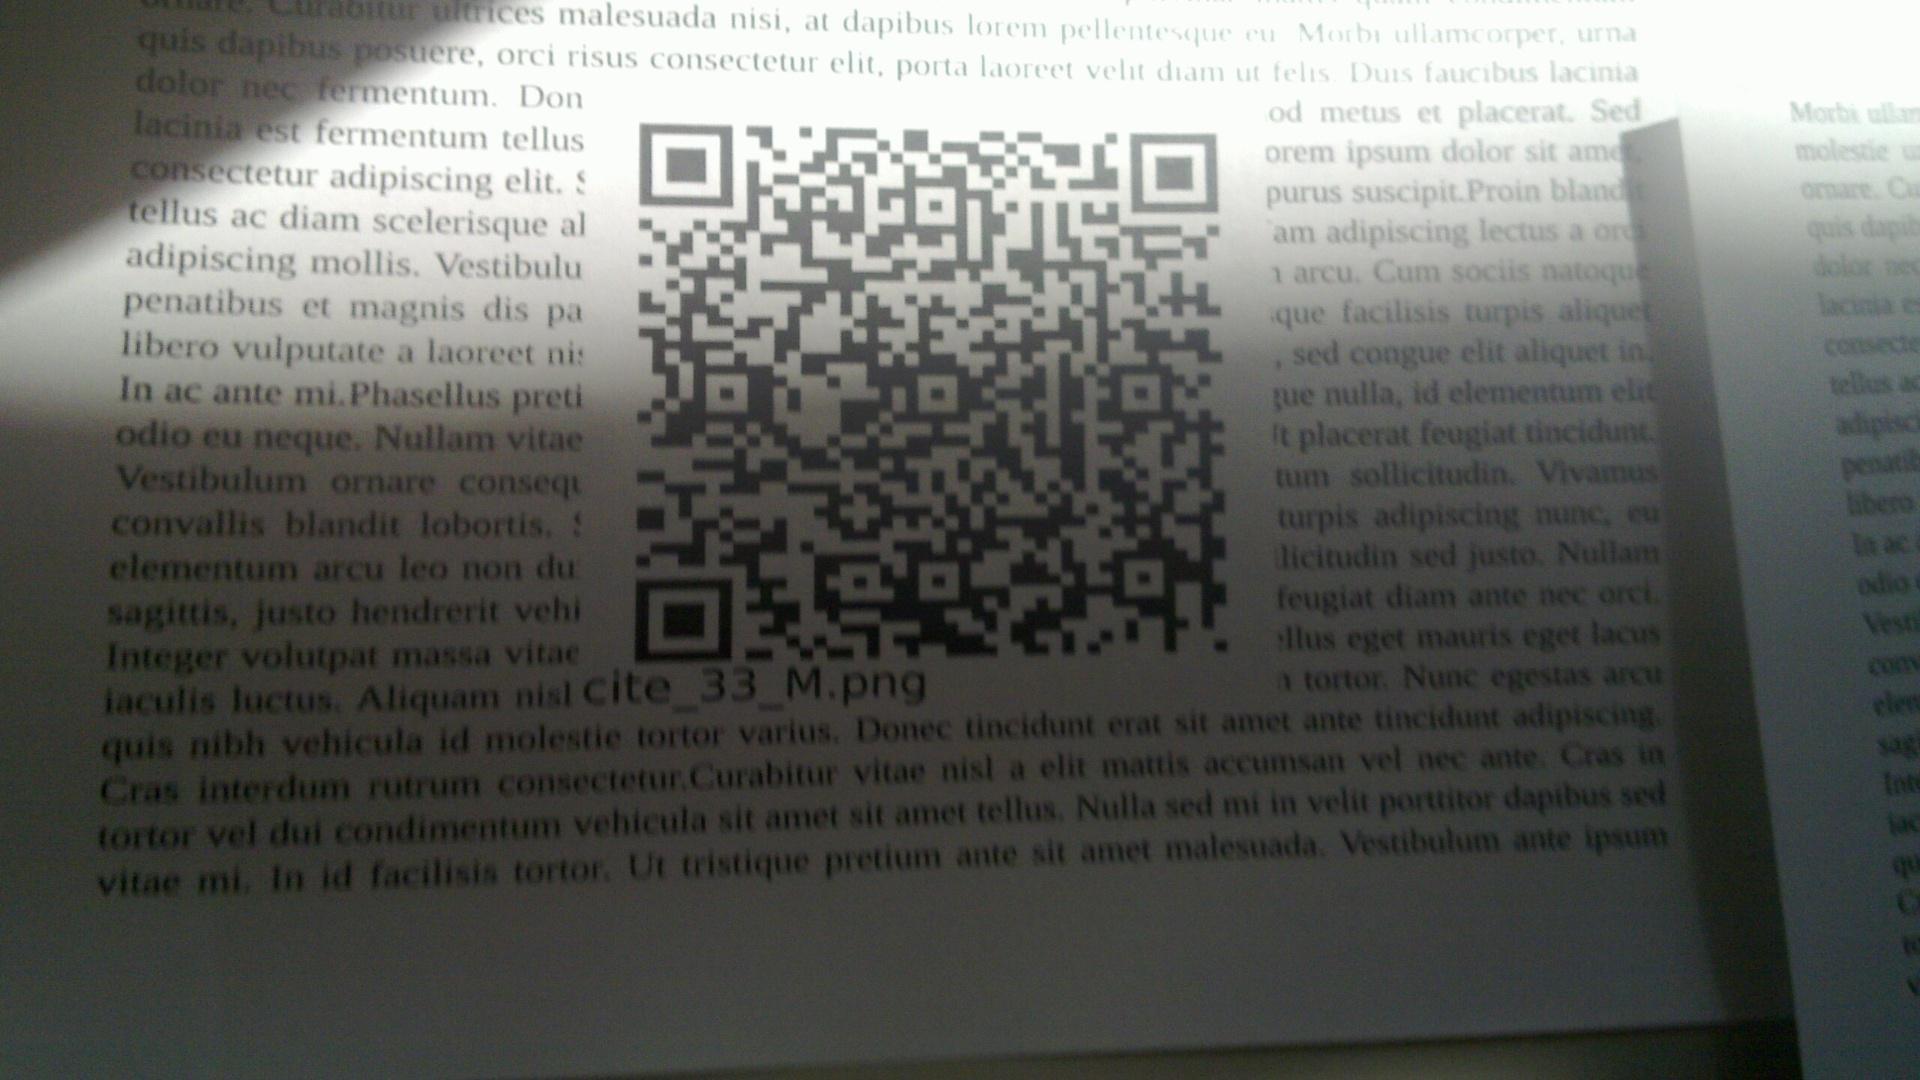 ornare. Curabitur ultrices malesuada nisi, at dapibus lorem pellentesque eu. Morbi ullamcorper, urna
quis dapibus posuere, orci risus consectetur elit, porta laoreet velit diam ut felis. Duis faucibus lacinia
dolor nec fermentum. Don
lacinia est fermentum tellus
consectetur adipiscing elit. S
tellus ac diam scelerisque al
adipiscing mollis. Vestibulu
penatibus et magnis dis pa
libero vulputate a laoreet nis
In ac ante mi.Phasellus preti
odio eu neque. Nullam vitae
Vestibulum ornare consequ
convallis blandit lobortis. S
elementum arcu leo non du
sagittis, justo hendrerit vehi
Integer volutpat massa vitae
iaculis luctus. Aliquam nisl
od metus et placerat. Sed
orem ipsum dolor sit amet,
purus suscipit.Proin blandit
am adipiscing lectus a orci
arcu. Cum sociis natoque
que facilisis turpis aliquet
, sed congue elit aliquet in.
gue nulla, id elementum elit
it placerat feugiat tincidunt.
tum sollicitudin. Vivamus
turpis adipiscing nunc, eu
llicitudin sed justo. Nullam
feugiat diam ante nec orci.
ellus eget mauris eget lacus
tortor. Nunc egestas arcu
cite_33_M.png
quis nibh vehicula id molestie tortor varius. Donec tincidunt erat sit amet ante tincidunt adipiscing.
Cras interdum rutrum consectetur.Curabitur vitae nisl a elit mattis accumsan vel nec ante. Cras in
tortor vel dui condimentum vehicula sit amet sit amet tellus. Nulla sed mi in velit porttitor dapibus sed
vitae mi. In id facilisis tortor. Ut tristique pretium ante sit amet malesuada. Vestibulum ante ipsum
Morbi ullam
molestie
ornare. Cu
quis dapib
dolor nec
lacinia es
consecte
tellus ac
adipisci
penatib
libero
In ac
odio
Vesti
conv
elem
sagi
Inte
iac
qu